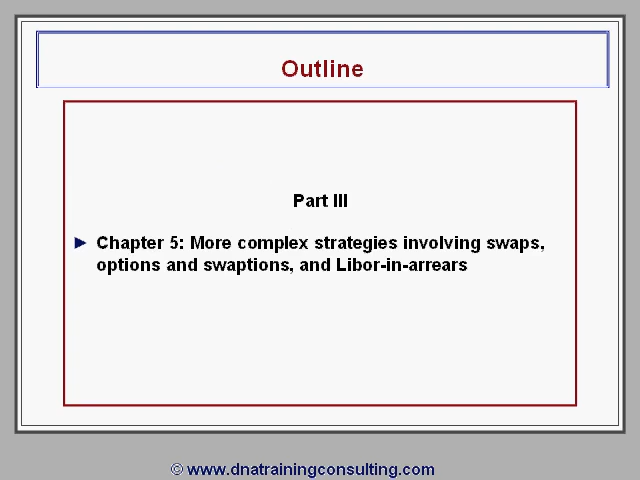 Outline
Part III
Chapter 5: More complex strategies involving swaps,
options and swaptions, and Libor-in-arrears
© www.dnatrainingconsulting.com